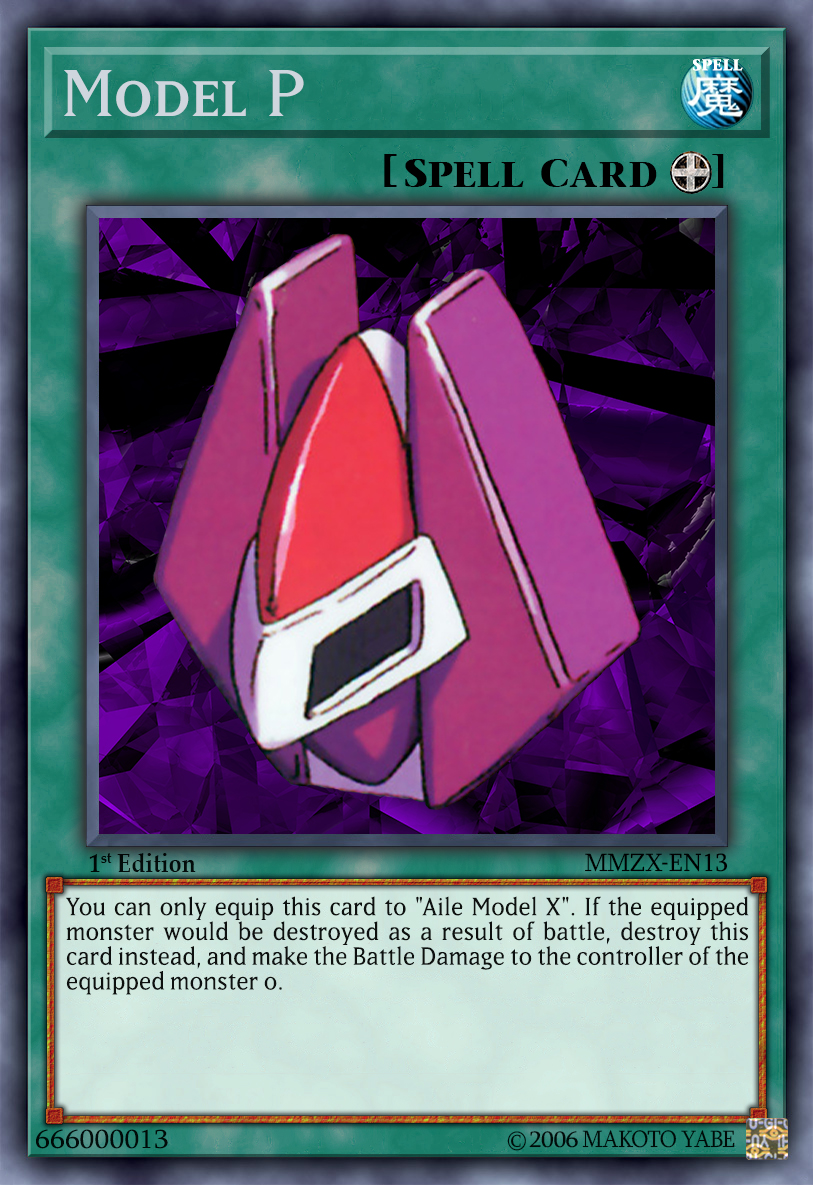 MODEL P
SPELL
魔
[SPELL CARD ]
1st Edition
MMZX-EN13
You can only equip this card to "Aile Model X". If the equipped
monster would be destroyed as a result of battle, destroy this
card instead, and make the Battle Damage to the controller of the
equipped monster 0.
666000013
©2006 MAKOTO YABE